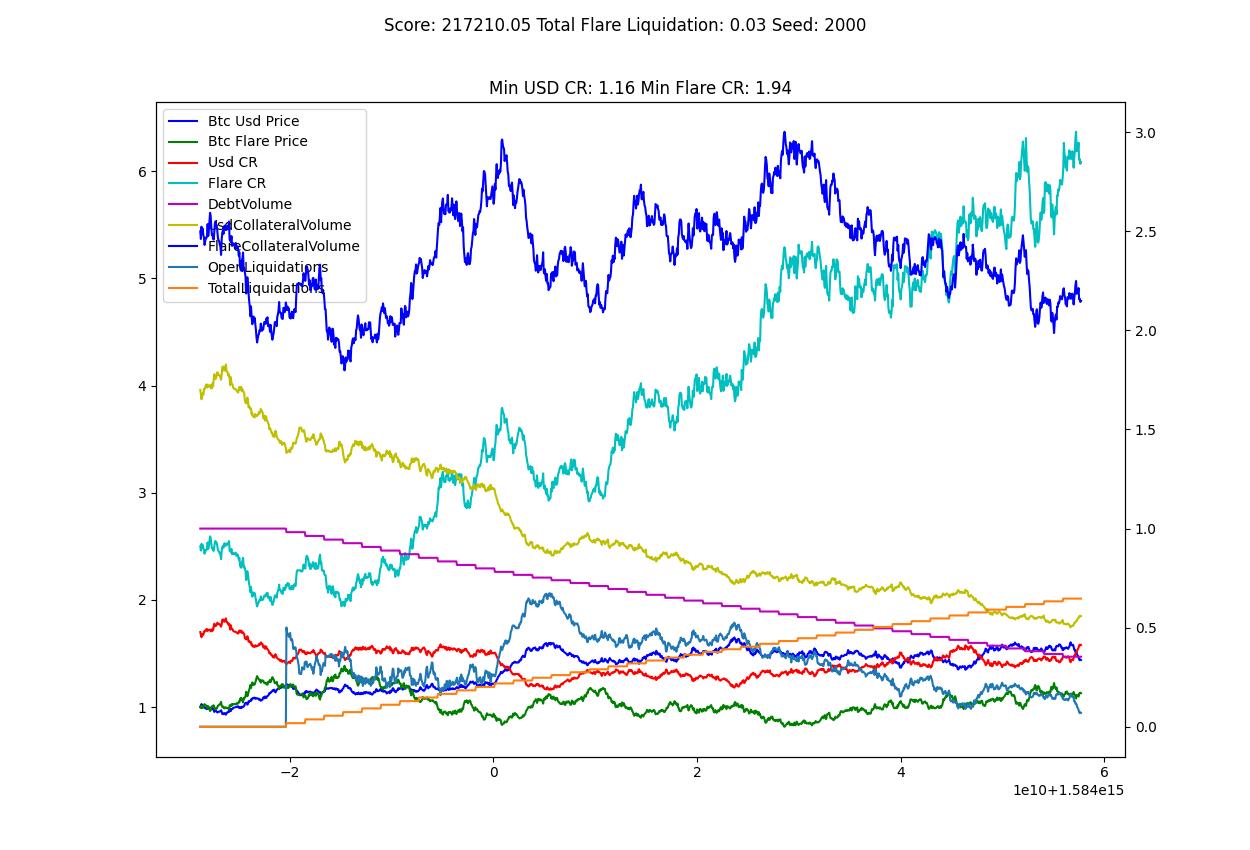 Score: 217210.05 Total Flare Liquidation: 0.03 Seed: 2000
Min USD CR: 1.16 Min Flare CR: 1.94
Btc Usd Price
Btc Flare Price
Usd CR
Flare CR
DebtVolume
UsdCollateralVolume
FlareCollateralVolume
OpenLiquidations
TotalLiquidations
6
5
4
3
2
1
3.0
2.5
2.0
1.5
1.0
0.5
0.0
−2
0
2
4
6
1e10+1.584e15